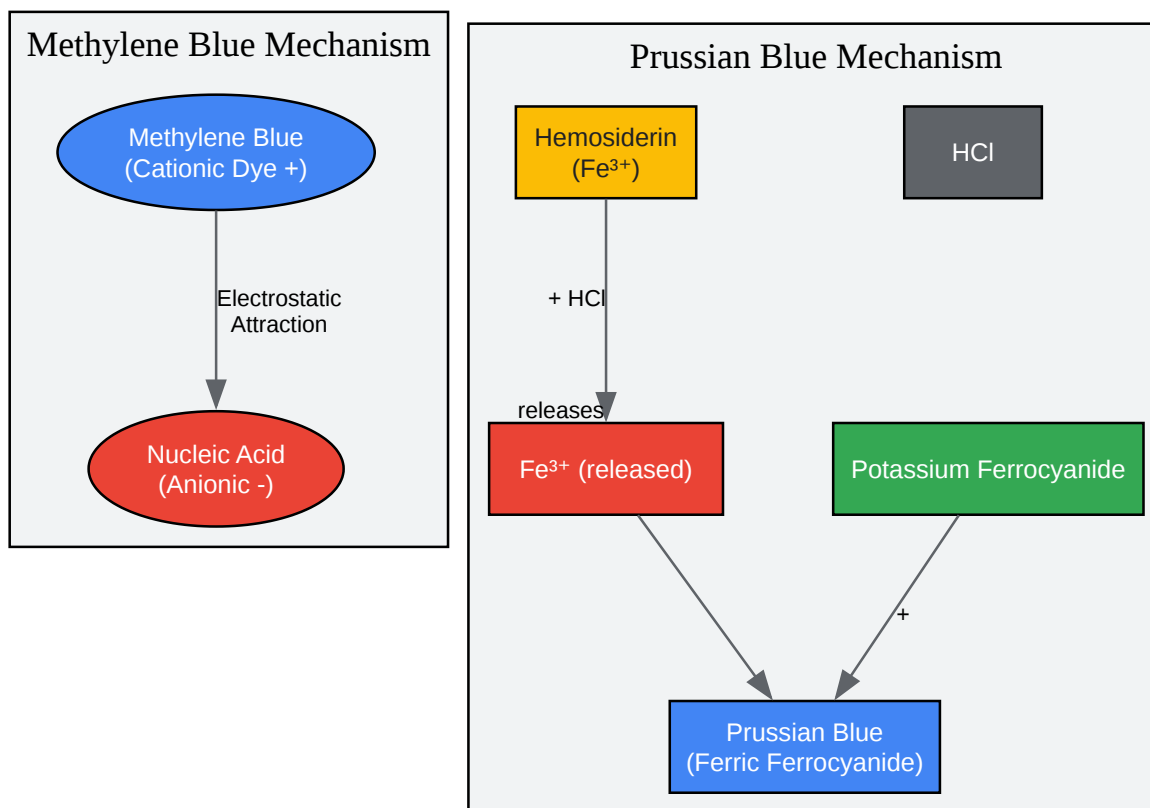 Methylene Blue Mechanism
Methylene Blue
(Cationic Dye +)
Electrostatic
Attraction
Nucleic Acid
(Anionic -)
Prussian Blue Mechanism
Hemosiderin
(Fe³⁺)
HCl
+ HCl
releases
Fe³⁺ (released)
Potassium Ferrocyanide
+
Prussian Blue
(Ferric Ferrocyanide)